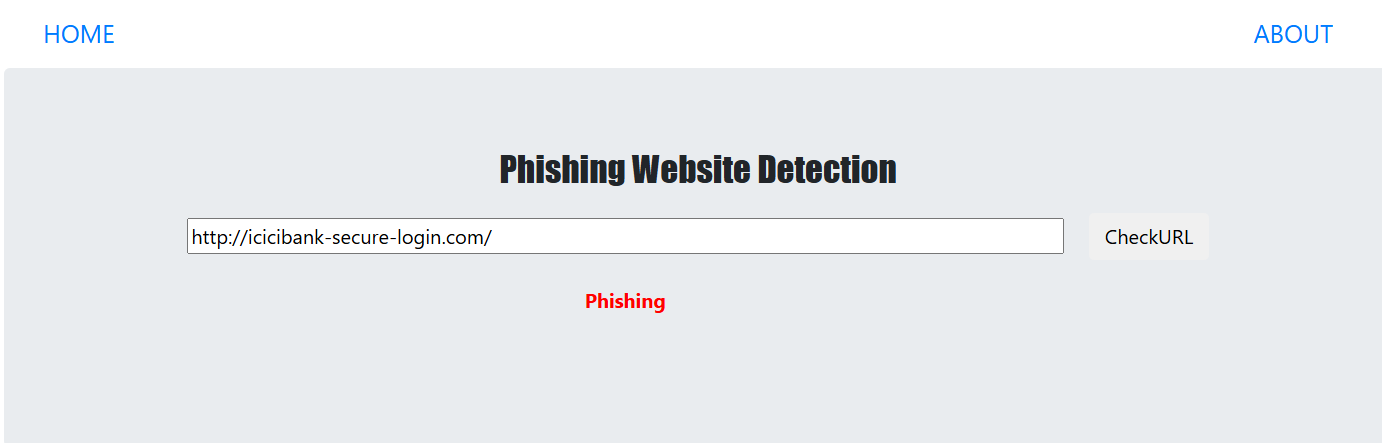 HOME ABOUT
Phishing Website Detection
http://icicibank-secure-login.com/ CheckURL
Phishing